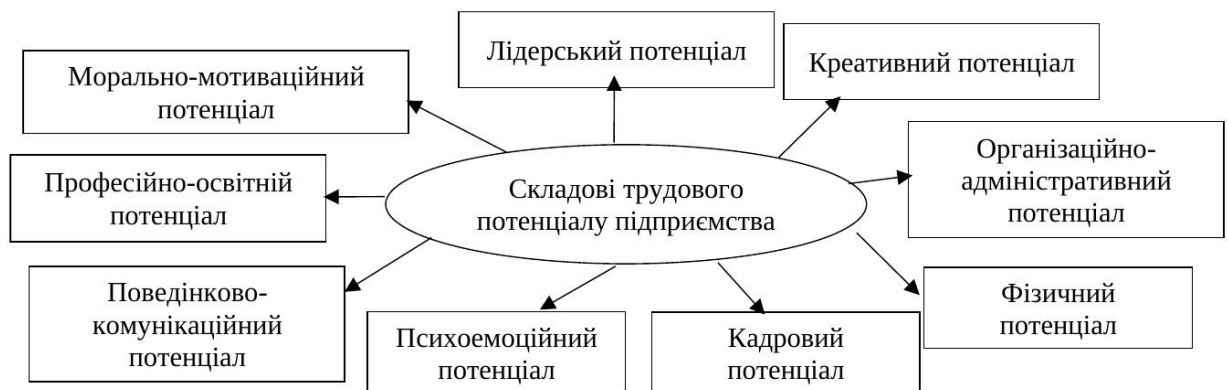 Лідерський потенціал
Креативний потенціал
Морально-мотиваційний
потенціал
Організаційно-
адміністративний
потенціал
Професійно-освітній
потенціал
Складові трудового
потенціалу підприємства
Поведінково-
комунікаційний
потенціал
Фізичний
потенціал
Психоемоційний
потенціал
Кадровий
потенціал